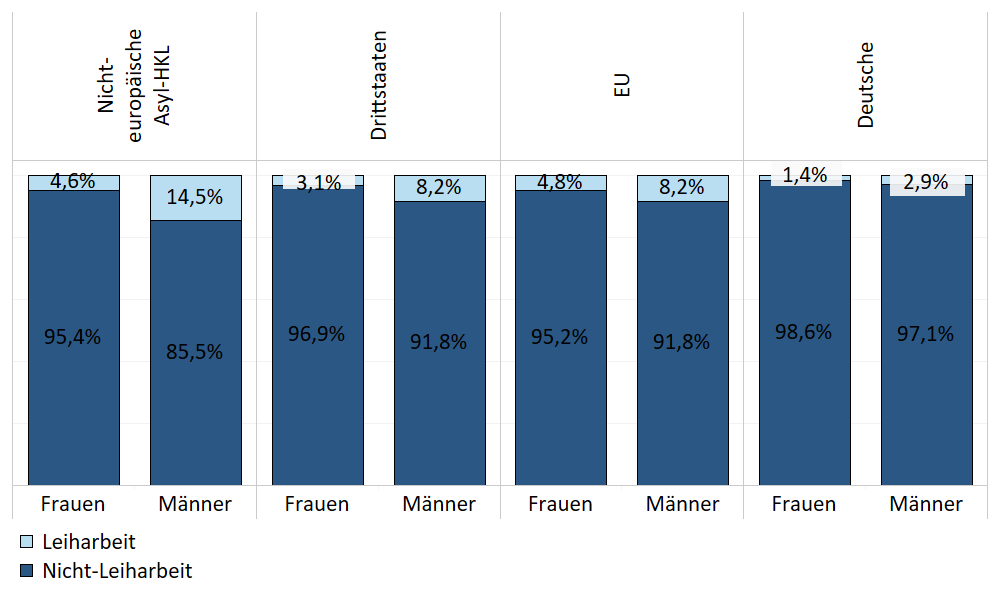 Nicht-
europäische
Asyl-HKL
Drittstaaten
EU
Deutsche
4,6%
14,5%
3,1%
8,2%
4,8%
8,2%
1,4%
2,9%
95,4%
85,5%
96,9%
91,8%
95,2%
91,8%
98,6%
97,1%
Frauen
Männer
Frauen
Männer
Frauen
Männer
Frauen
Männer
Leiharbeit
Nicht-Leiharbeit